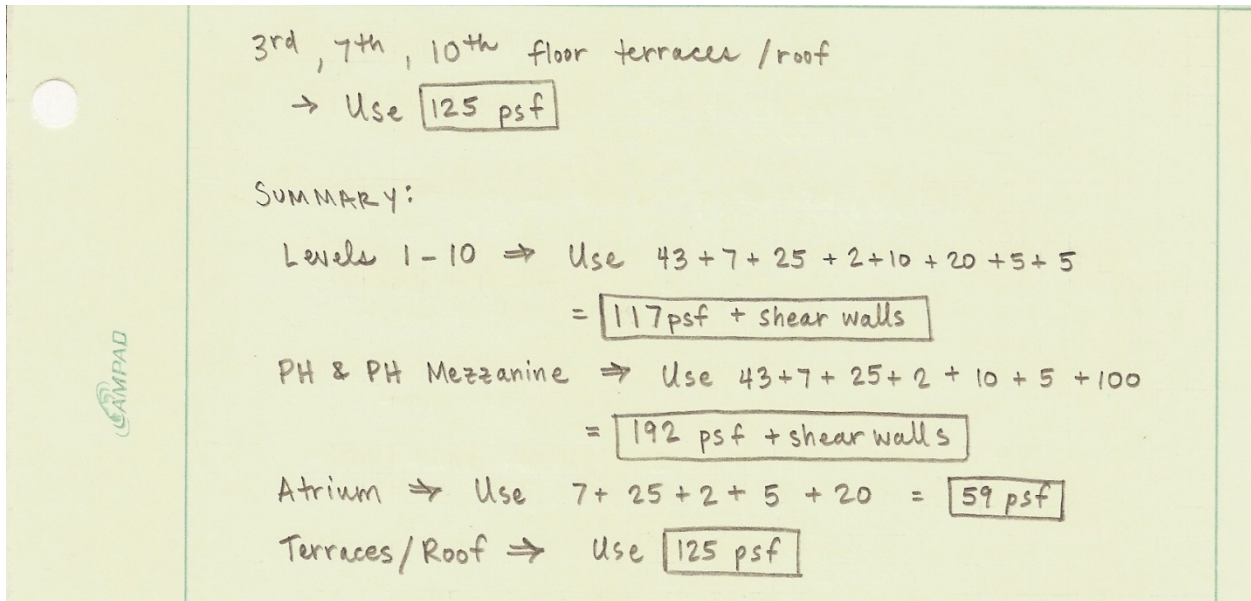 3rd, 7th, 10th floor terraces / roof
→ Use 125 psf
SUMMARY:
Levels 1-10 ⇒ Use 43 + 7 + 25 + 2 + 10 + 20 + 5 + 5
= 117 psf + shear walls
PH & PH Mezzanine ⇒ Use 43 + 7 + 25 + 2 + 10 + 5 + 100
= 192 psf + shear walls
Atrium ⇒ Use 7 + 25 + 2 + 5 + 20 = 59 psf
Terraces / Roof ⇒ Use 125 psf
AMPAD